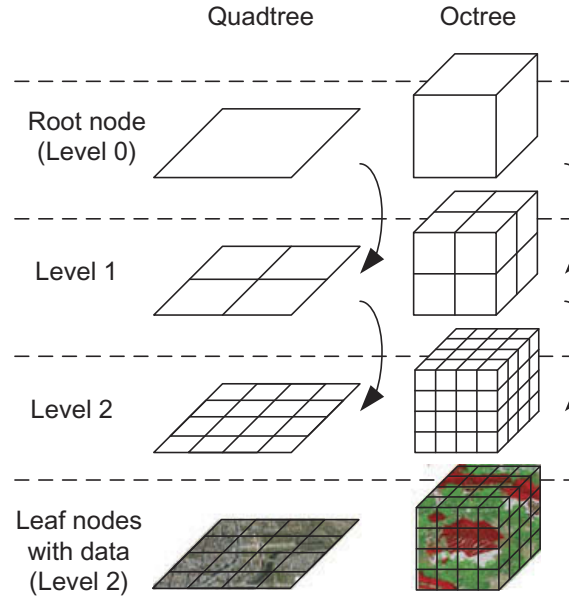 Quadtree
Octree
Root node
(Level 0)
Level 1
Level 2
Leaf nodes
with data
(Level 2)